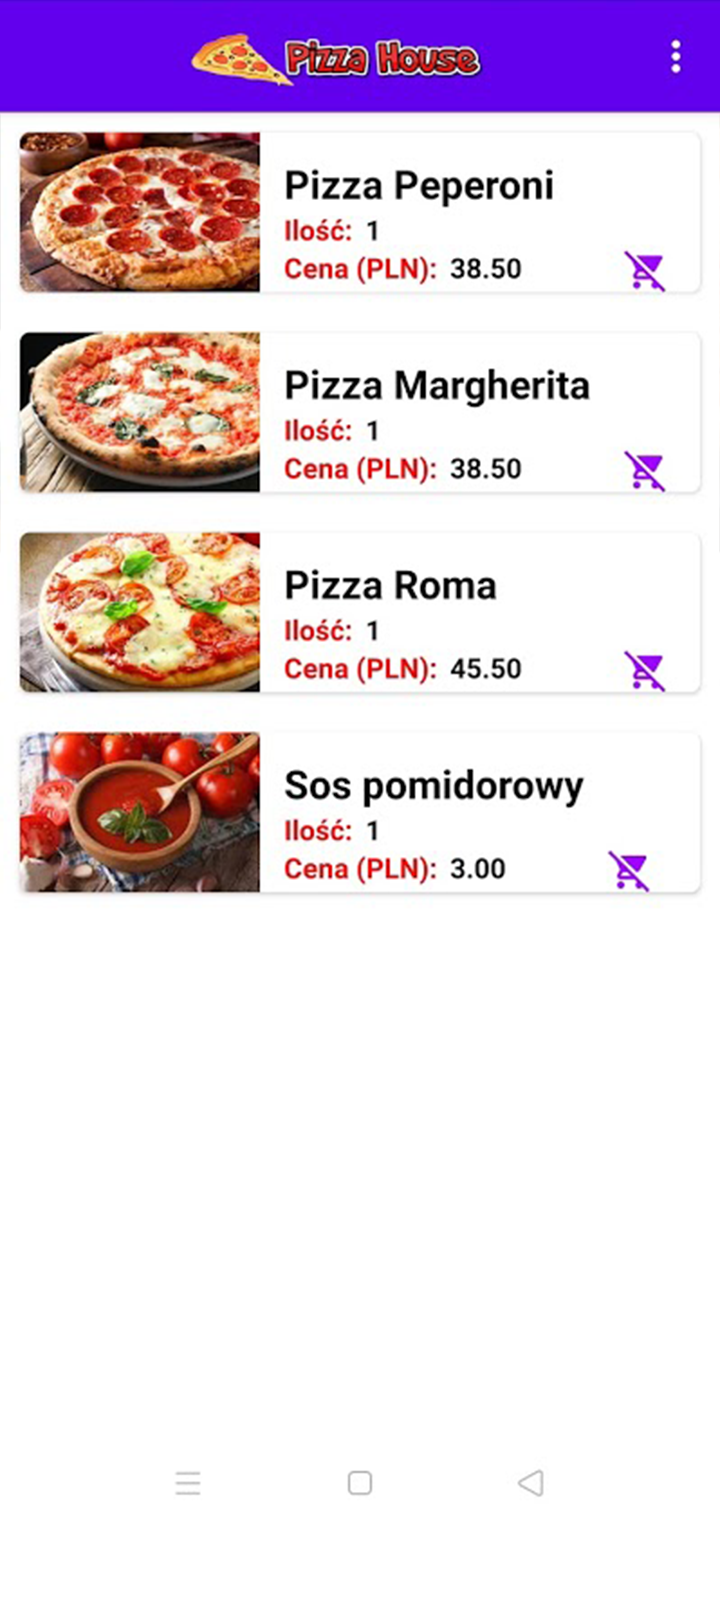 Pizza House
Pizza Peperoni
Ilość: 1
Cena (PLN): 38.50
Pizza Margherita
Ilość: 1
Cena (PLN): 38.50
Pizza Roma
Ilość: 1
Cena (PLN): 45.50
Sos pomidorowy
Ilość: 1
Cena (PLN): 3.00